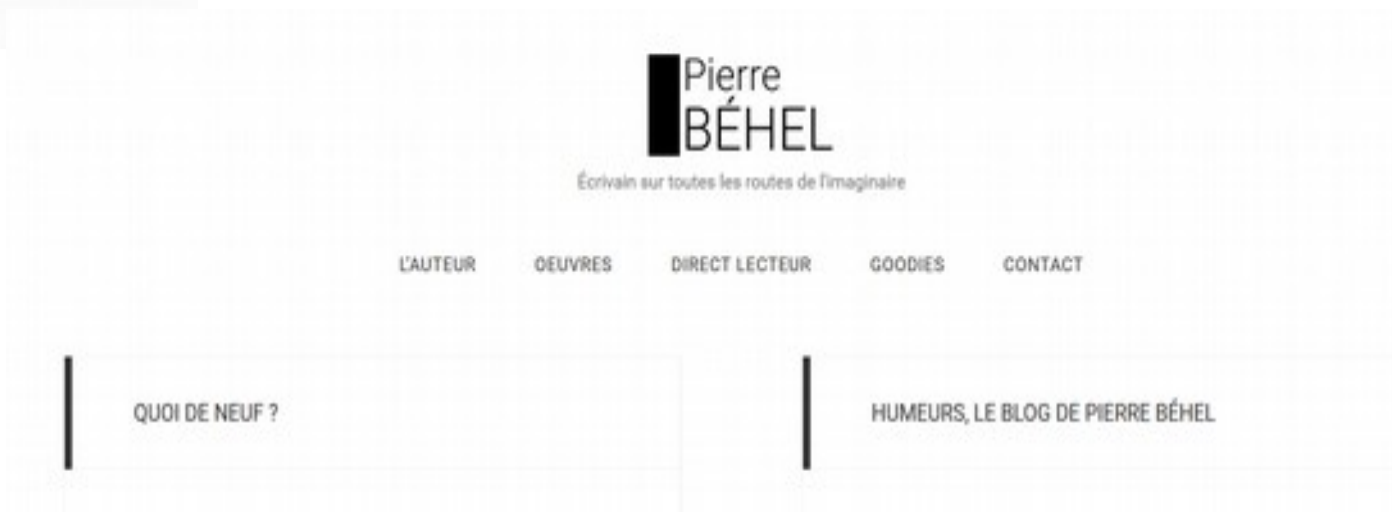 Pierre
BÉHEL
Écrivain sur toutes les routes de l'imaginaire
L'AUTEUR OEUVRES DIRECT LECTEUR GOODIES CONTACT
QUOI DE NEUF ? HUMEURS, LE BLOG DE PIERRE BÉHEL